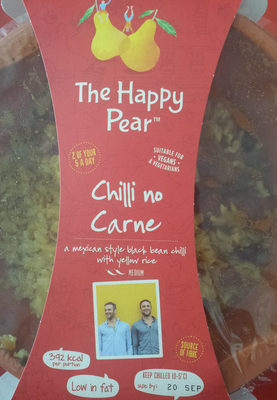 The Happy
Pear™
2 OF YOUR
5 A DAY
SUITABLE FOR
• VEGANS •
& VEGETARIANS
Chilli no
Carne
a mexican style black bean chilli
with yellow rice
MEDIUM
392 kcal
per portion
Low in fat
SOURCE
OF FIBRE
KEEP CHILLED (0-5°C)
USE BY: 20 SEP